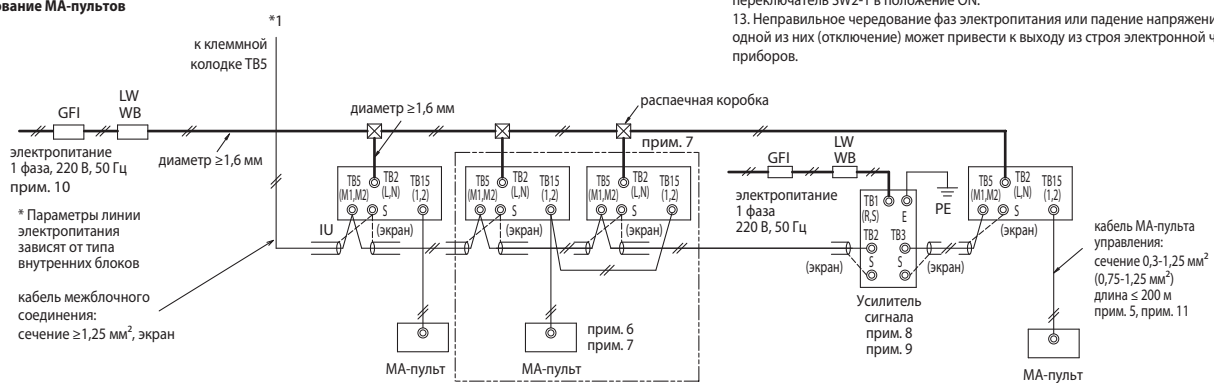 ование МА-пультов
переключатель SW2-1 в положение ON.
13. Неправильное чередование фаз электропитания или падение напряжени
одной из них (отключение) может привести к выходу из строя электронной ч
приборов.
*1
к клеммной
колодке TB5
GFI
LW
WB
диаметр ≥1,6 мм
распаечная коробка
электропитание
1 фаза, 220 В, 50 Гц
прим. 10
диаметр ≥1,6 мм
* Параметры линии
электропитания
зависят от типа
внутренних блоков
кабель межблочного
соединения:
сечение ≥1,25 мм², экран
IU
TB5
(M1,M2)
TB2
(L,N)
TB15
(1,2)
S
(экран)
МА-пульт
TB5
(M1,M2)
TB2
(L,N)
TB15
(1,2)
S
(экран)
МА-пульт
прим. 6
прим. 7
прим. 7
TB5
(M1,M2)
TB2
(L,N)
TB15
(1,2)
S
(экран)
GFI
LW
WB
электропитание
1 фаза
220 В, 50 Гц
TB1
(R,S)
E
PE
TB2
TB3
S
S
(экран)
(экран)
Усилитель
сигнала
прим. 8
прим. 9
TB5
(M1,M2)
TB2
(L,N)
TB15
(1,2)
S
(экран)
кабель МА-пульта
управления:
сечение 0,3-1,25 мм²
(0,75-1,25 мм²)
длина ≤ 200 м
прим. 5, прим. 11
МА-пульт